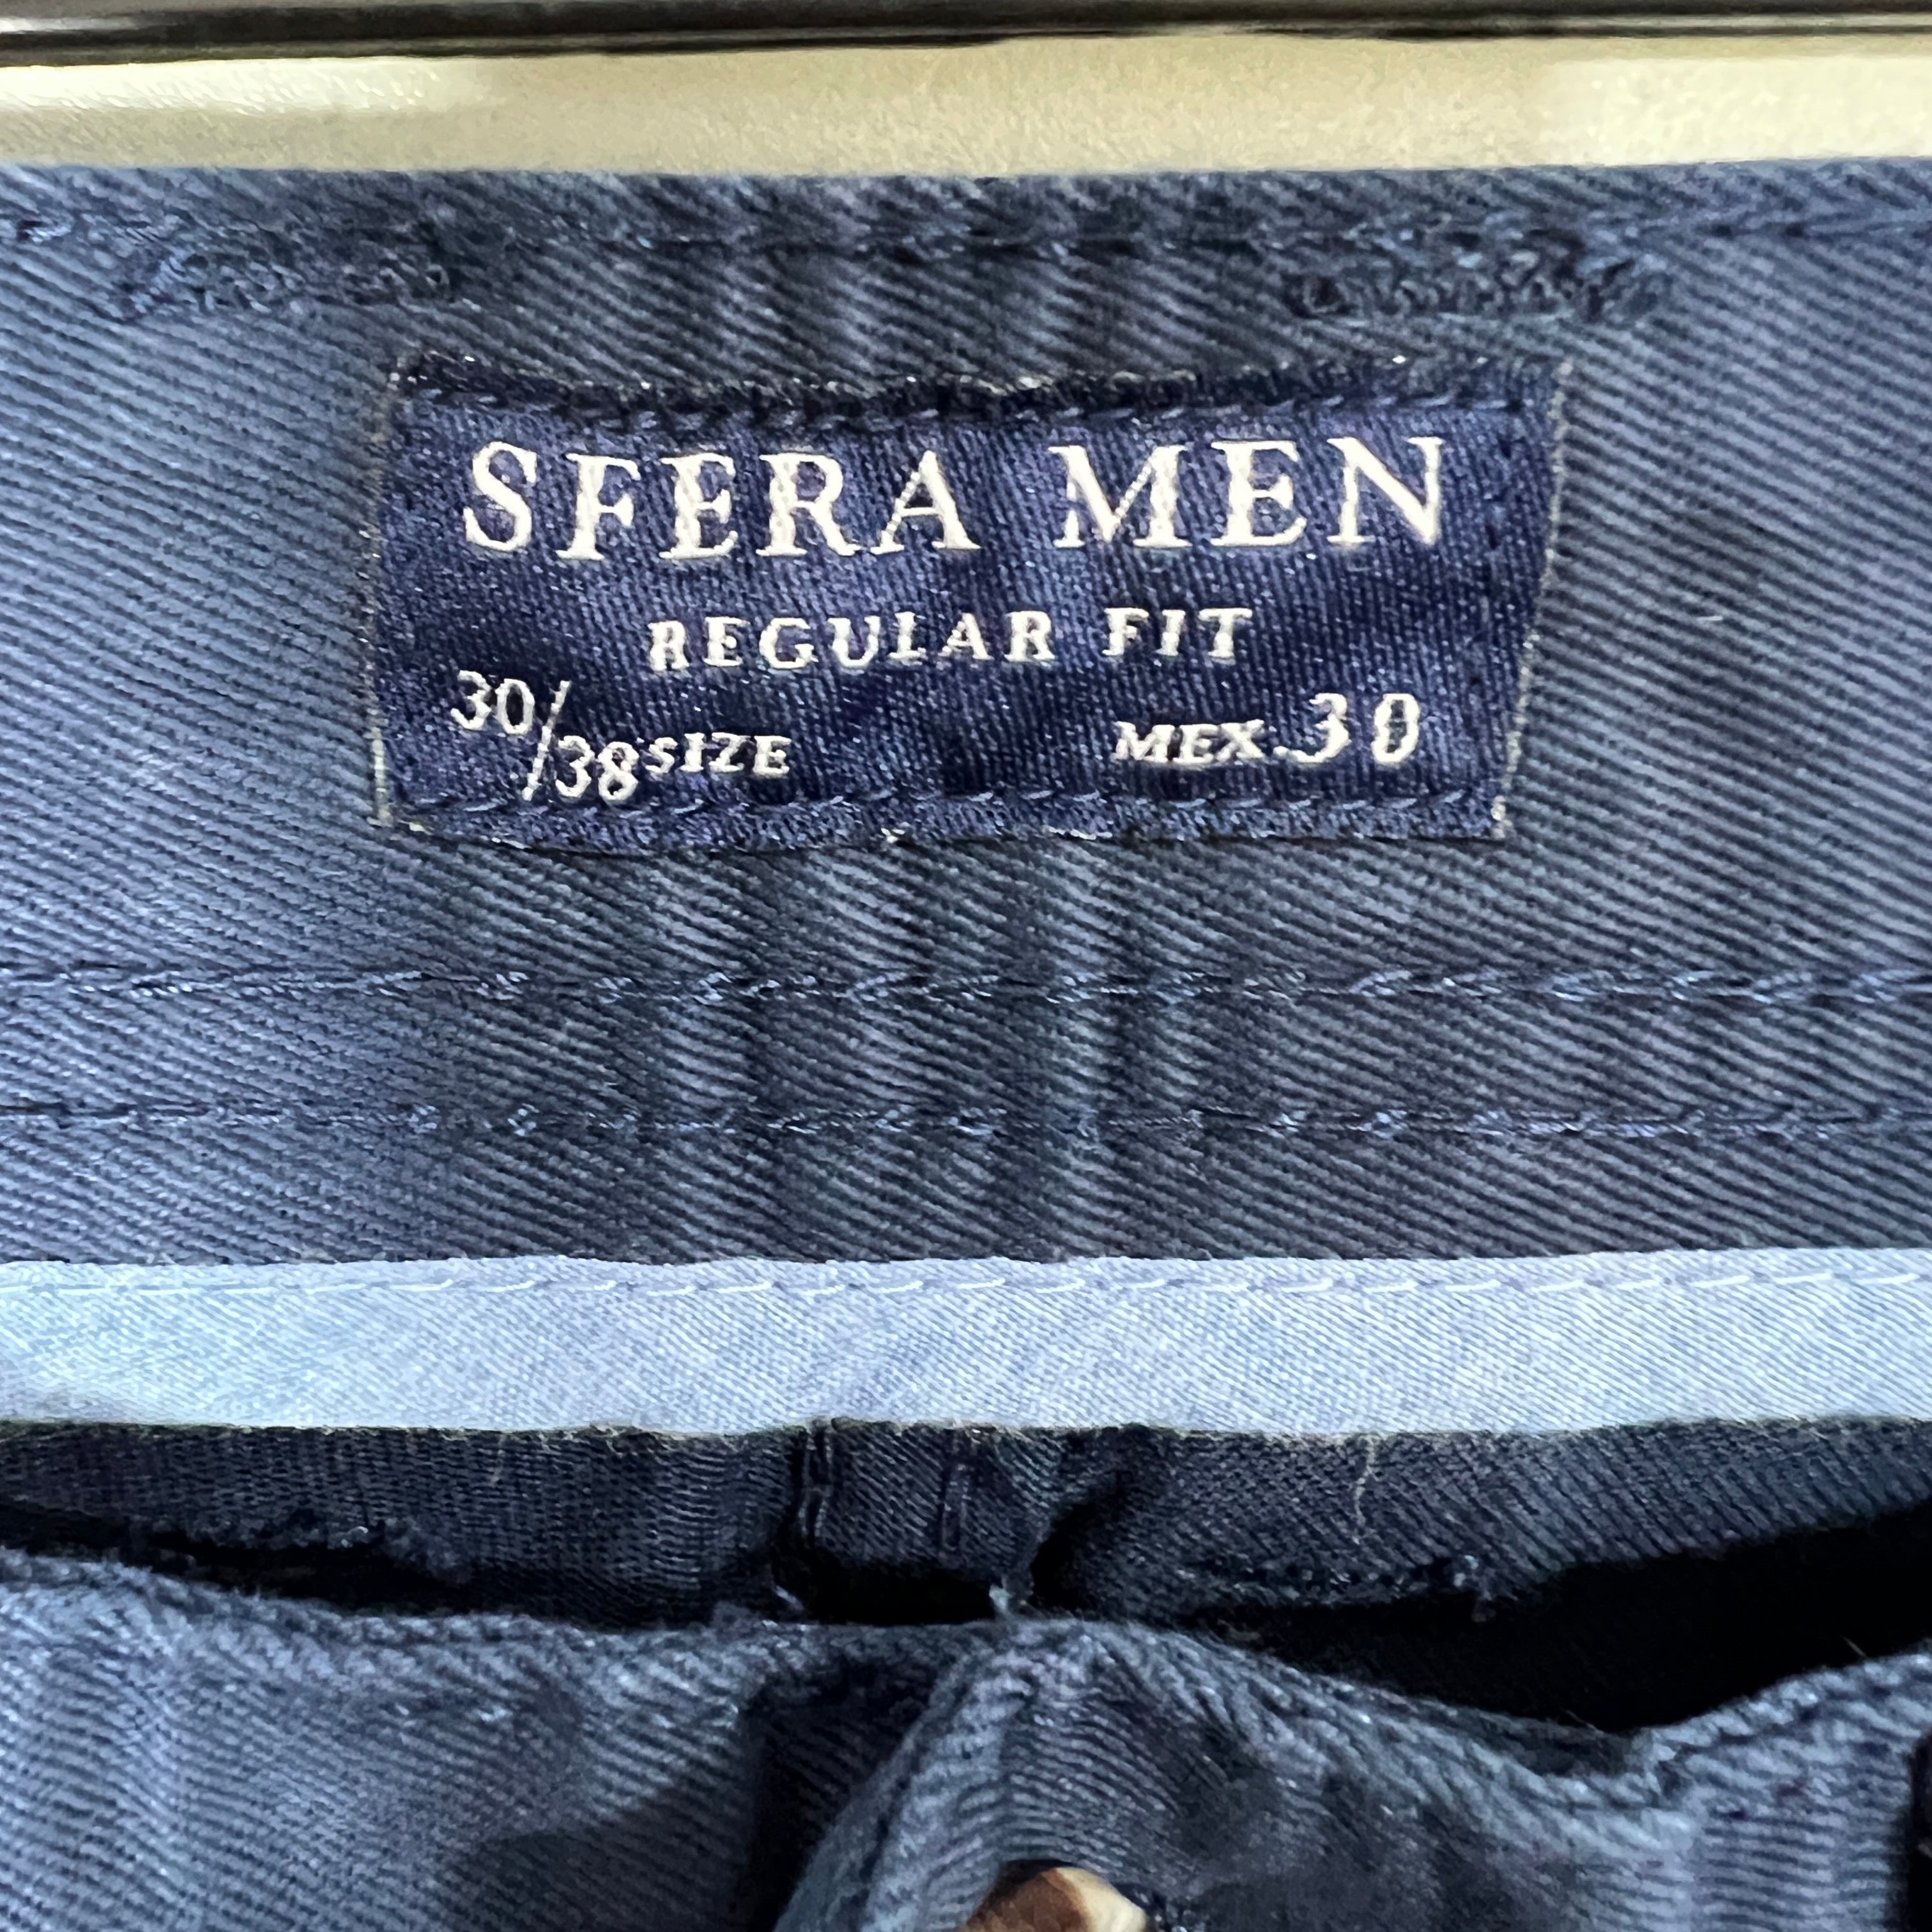 SFERA MEN
REGULAR FIT
30/38 SIZE MEX. 30